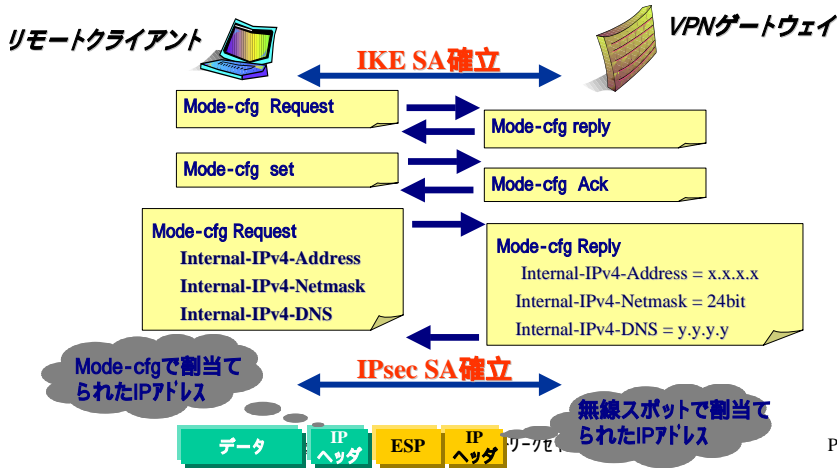 リモートクライアント
VPNゲートウェイ
IKE SA確立
Mode-cfg Request
Mode-cfg reply
Mode-cfg set
Mode-cfg Ack
Mode-cfg Request
Internal-IPv4-Address
Internal-IPv4-Netmask
Internal-IPv4-DNS
Mode-cfg Reply
Internal-IPv4-Address = x.x.x.x
Internal-IPv4-Netmask = 24bit
Internal-IPv4-DNS = y.y.y.y
Mode-cfgで割当て
られたIPアドレス
IPsec SA確立
無線スポットで割当て
られたIPアドレス
データ
IP
ヘッダ
ESP
IP
ヘッダ
P